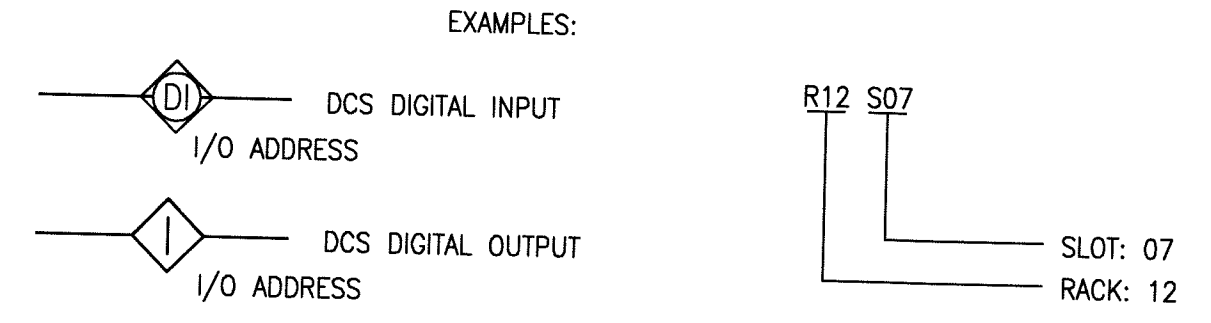 EXAMPLES:
DI
DCS DIGITAL INPUT
I/O ADDRESS
I
DCS DIGITAL OUTPUT
I/O ADDRESS
R12 S07
SLOT: 07
RACK: 12